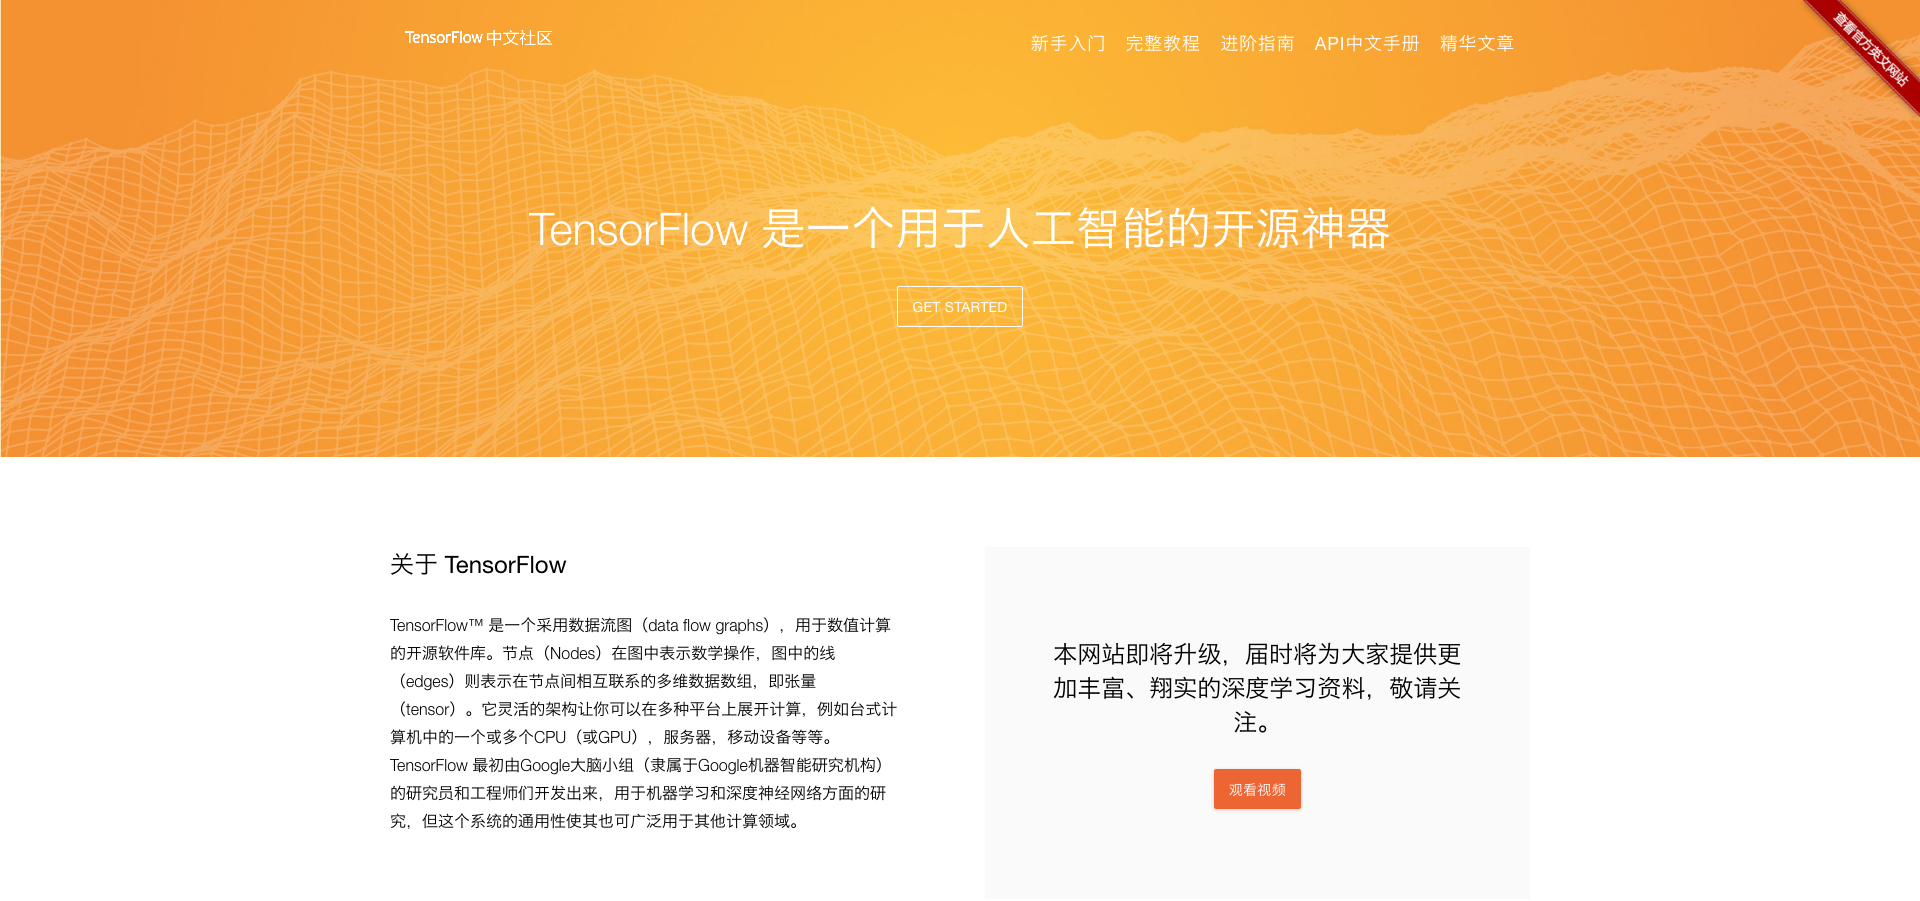 TensorFlow 中文社区
新手入门 完整教程 进阶指南 API中文手册 精华文章
查看官方英文网站
TensorFlow 是一个用于人工智能的开源神器
GET STARTED
关于 TensorFlow
TensorFlow™ 是一个采用数据流图（data flow graphs），用于数值计算
的开源软件库。节点（Nodes）在图中表示数学操作，图中的线
（edges）则表示在节点间相互联系的多维数据数组，即张量
（tensor）。它灵活的架构让你可以在多种平台上展开计算，例如台式计
算机中的一个或多个CPU（或GPU），服务器，移动设备等等。
TensorFlow 最初由Google大脑小组（隶属于Google机器智能研究机构）
的研究员和工程师们开发出来，用于机器学习和深度神经网络方面的研
究，但这个系统的通用性使其也可广泛用于其他计算领域。
本网站即将升级，届时将为大家提供更
加丰富、翔实的深度学习资料，敬请关
注。
观看视频